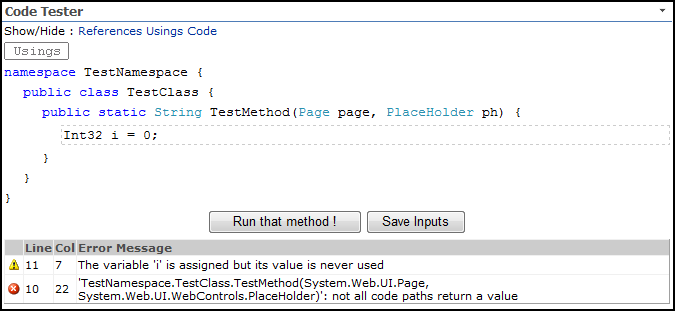 Code Tester
Show/Hide : References Usings Code
Usings
namespace TestNamespace {
public class TestClass {
public static String TestMethod(Page page, PlaceHolder ph) {
Int32 i = 0;
}
}
}
Run that method ! Save Inputs
Line Col Error Message
11 7 The variable 'i' is assigned but its value is never used
10 22 'TestNamespace.TestClass.TestMethod(System.Web.UI.Page,
System.Web.UI.WebControls.PlaceHolder)': not all code paths return a value